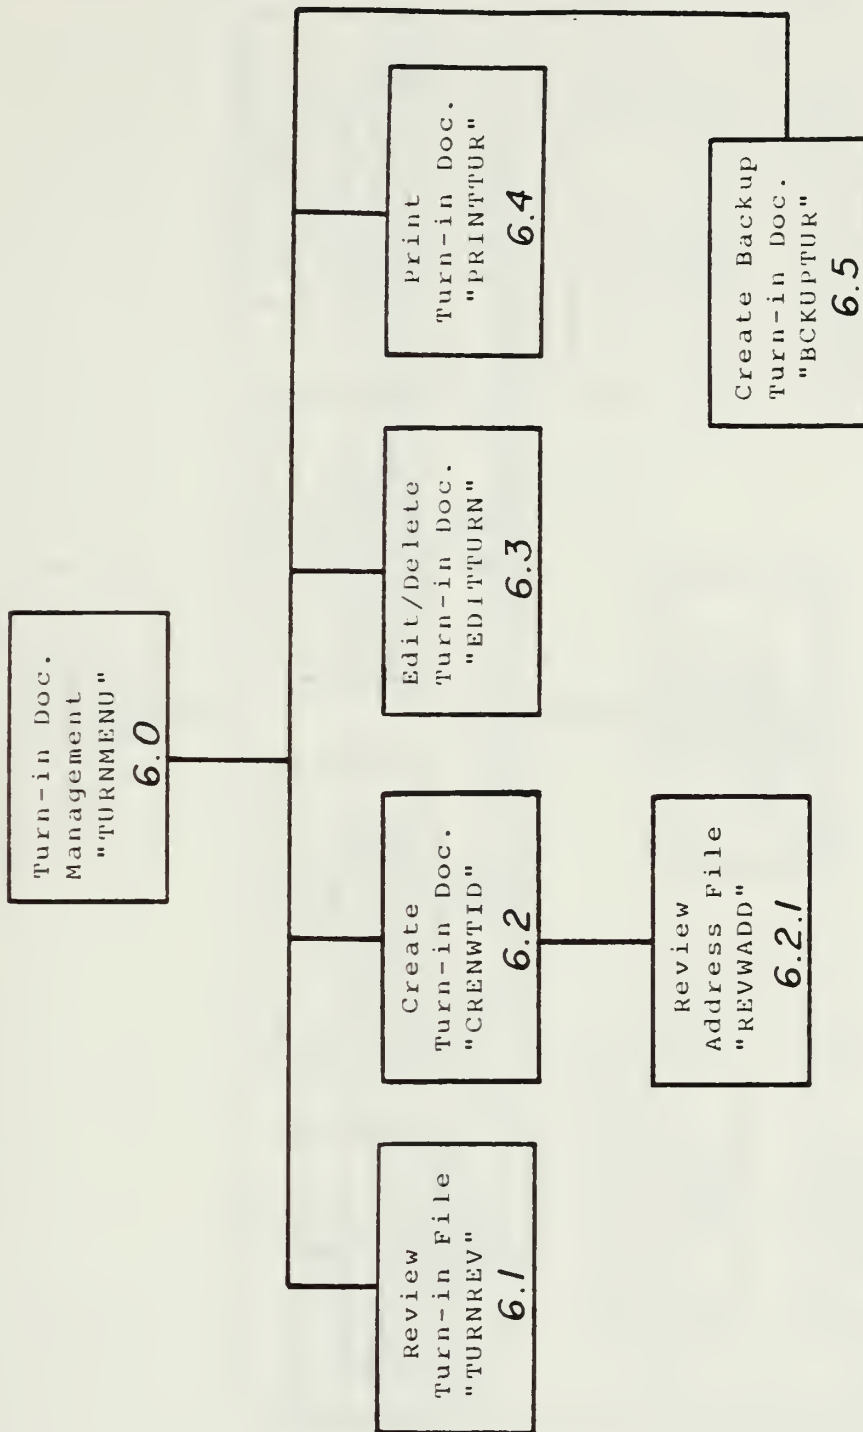 Turn-in Doc.
Management
"TURNMENU"
6.0
Review
Turn-in File
"TURNREV"
6.1
Create
Turn-in Doc.
"CRENWTID"
6.2
Edit/Delete
Turn-in Doc.
"EDITTURN"
6.3
Print
Turn-in Doc.
"PRINTTUR"
6.4
Review
Address File
"REVWADD"
6.2.1
Create Backup
Turn-in Doc.
"BCKUPTUR"
6.5